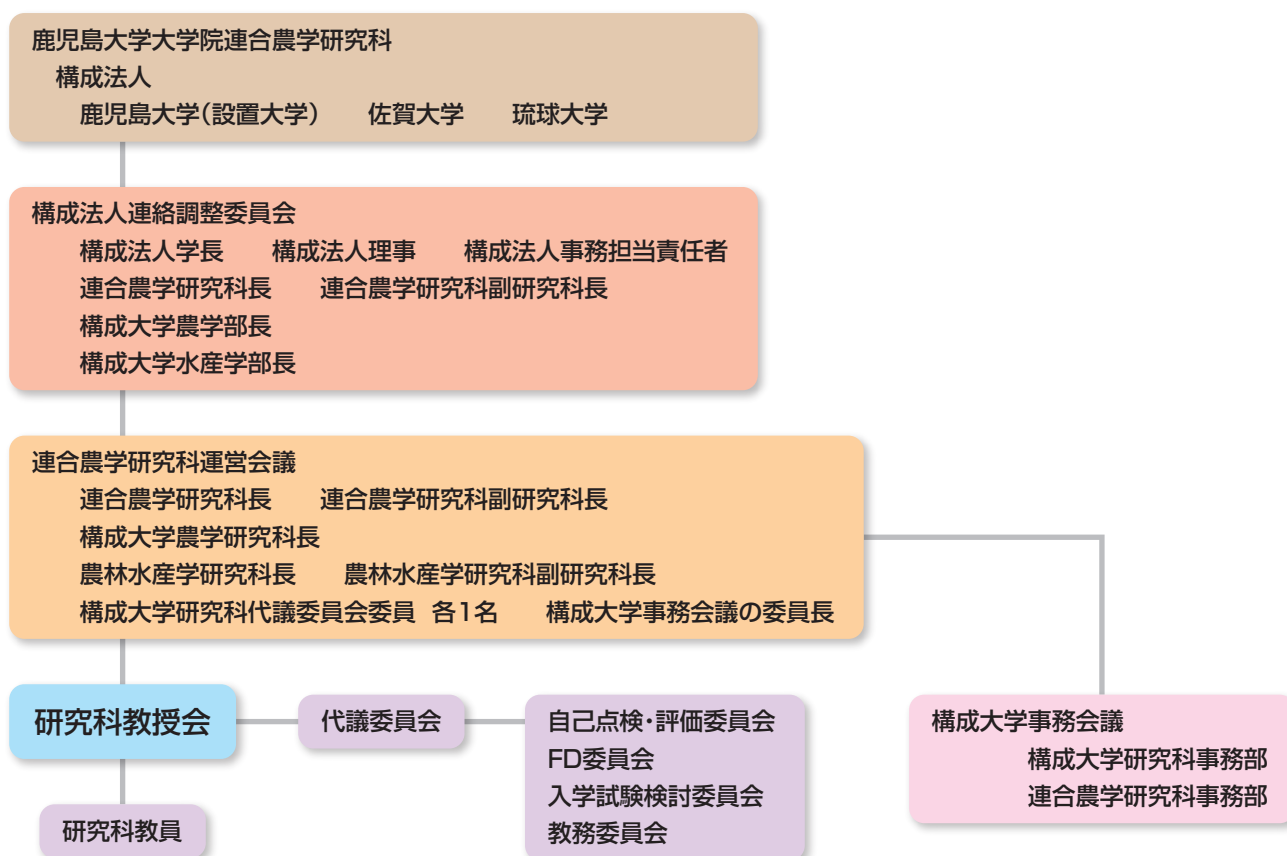 鹿児島大学大学院連合農学研究科
構成法人
鹿児島大学(設置大学) 佐賀大学 琉球大学
構成法人連絡調整委員会
構成法人学長 構成法人理事 構成法人事務担当責任者
連合農学研究科長 連合農学研究科副研究科長
構成大学農学部長
構成大学水産学部長
連合農学研究科運営会議
連合農学研究科長 連合農学研究科副研究科長
構成大学農学研究科長
農林水産学研究科長 農林水産学研究科副研究科長
構成大学研究科代議委員会委員 各1名 構成大学事務会議の委員長
研究科教授会
代議委員会
自己点検・評価委員会
FD委員会
入学試験検討委員会
教務委員会
構成大学事務会議
構成大学研究科事務部
連合農学研究科事務部
研究科教員